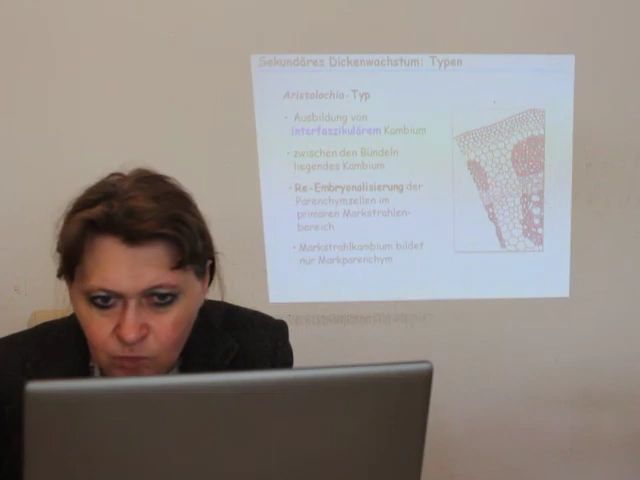 Sekundäres Dickenwachstum: Typen
Aristolochia-Typ
• Ausbildung von
interfaszikulärem Kambium
• zwischen den Bündeln
liegendes Kambium
• Re-Embryonalisierung der
Parenchymzellen im
primären Markstrahlen-
bereich
• Markstrahlkambium bildet
nur Markparenchym